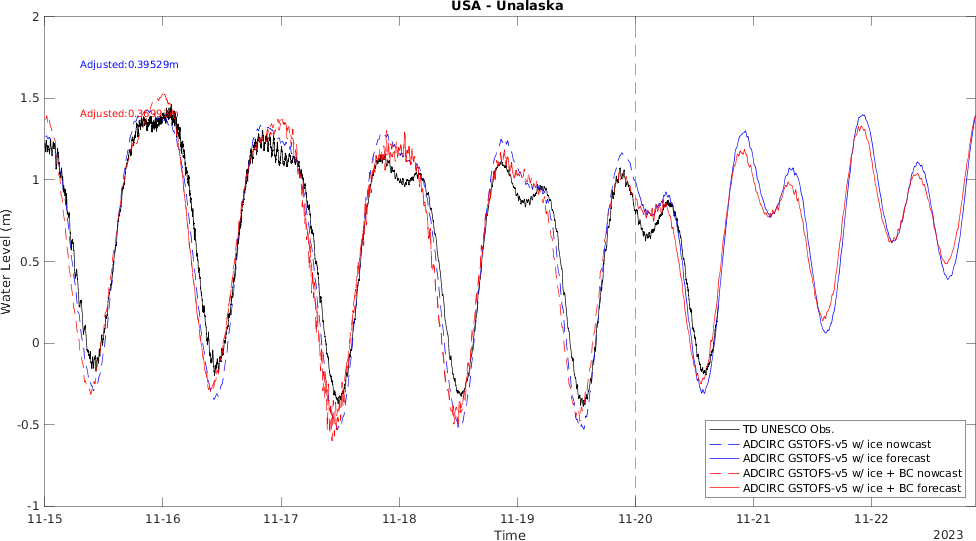 USA - Unalaska
2
1.5
1
0.5
0
-0.5
-1
Water Level (m)
Adjusted:0.39529m
Adjusted:
TD UNESCO Obs.
ADCIRC GSTOFS-v5 w/ ice nowcast
ADCIRC GSTOFS-v5 w/ ice forecast
ADCIRC GSTOFS-v5 w/ ice + BC nowcast
ADCIRC GSTOFS-v5 w/ ice + BC forecast
11-15 11-16 11-17 11-18 11-19 11-20 11-21 11-22
Time
2023